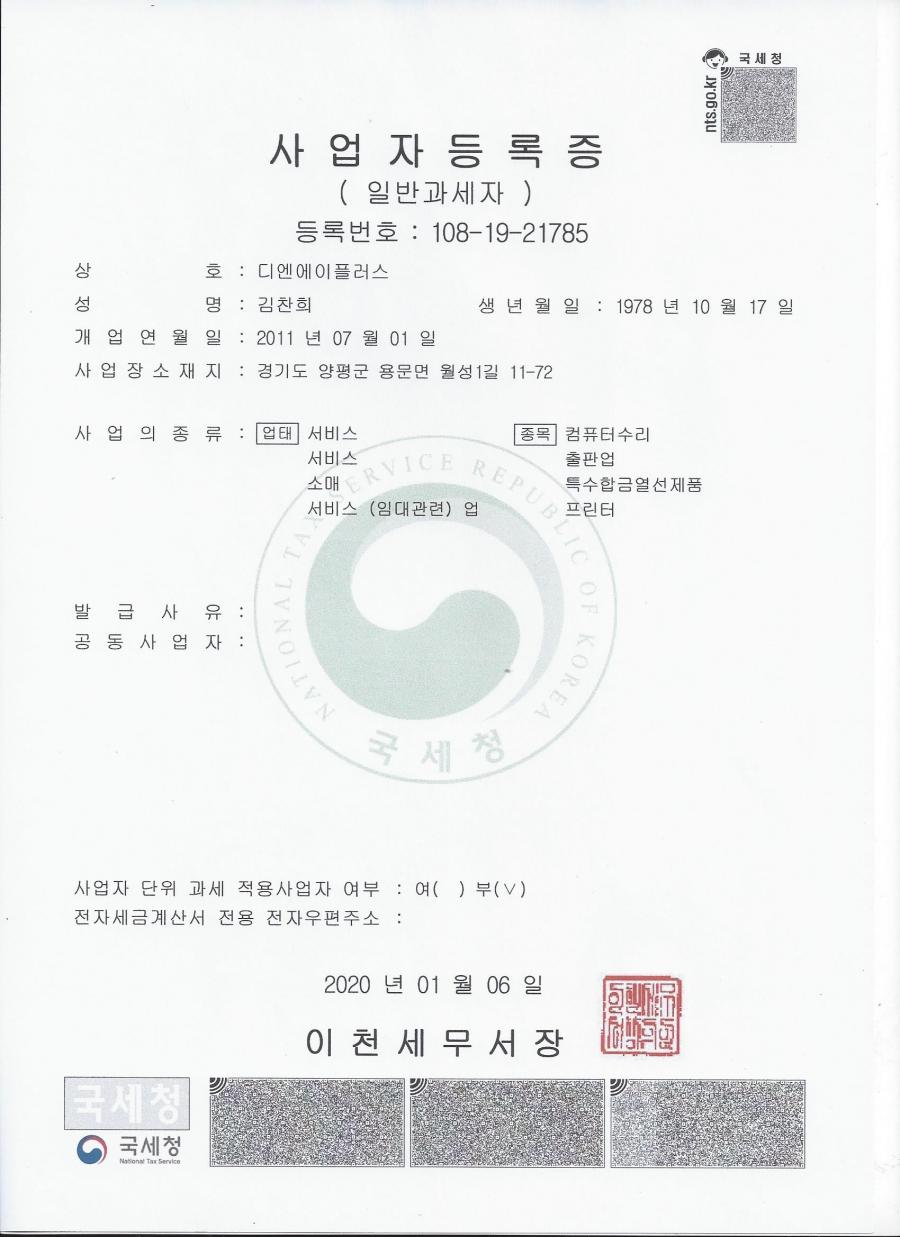 국세청
nts.go.kr
사업자등록증
( 일반과세자 )
등록번호 : 108-19-21785
상 호 : 디엔에이플러스
성 명 : 김찬희 생 년 월 일 : 1978 년 10 월 17 일
개 업 연 월 일 : 2011 년 07 월 01 일
사 업 장 소 재 지 : 경기도 양평군 용문면 월성1길 11-72
사 업 의 종 류 : 업태 서비스 종목 컴퓨터수리
서비스 출판업
소매 특수합금열선제품
서비스 (임대관련) 업 프린터
NATIONAL TAX SERVICE REPUBLIC OF KOREA
발 급 사 유 :
공 동 사 업 자 :
국세청
사업자 단위 과세 적용사업자 여부 : 여( ) 부(∨)
전자세금계산서 전용 전자우편주소 :
2020 년 01 월 06 일
이 천 세 무 서 장
국세청
국세청
National Tax Service